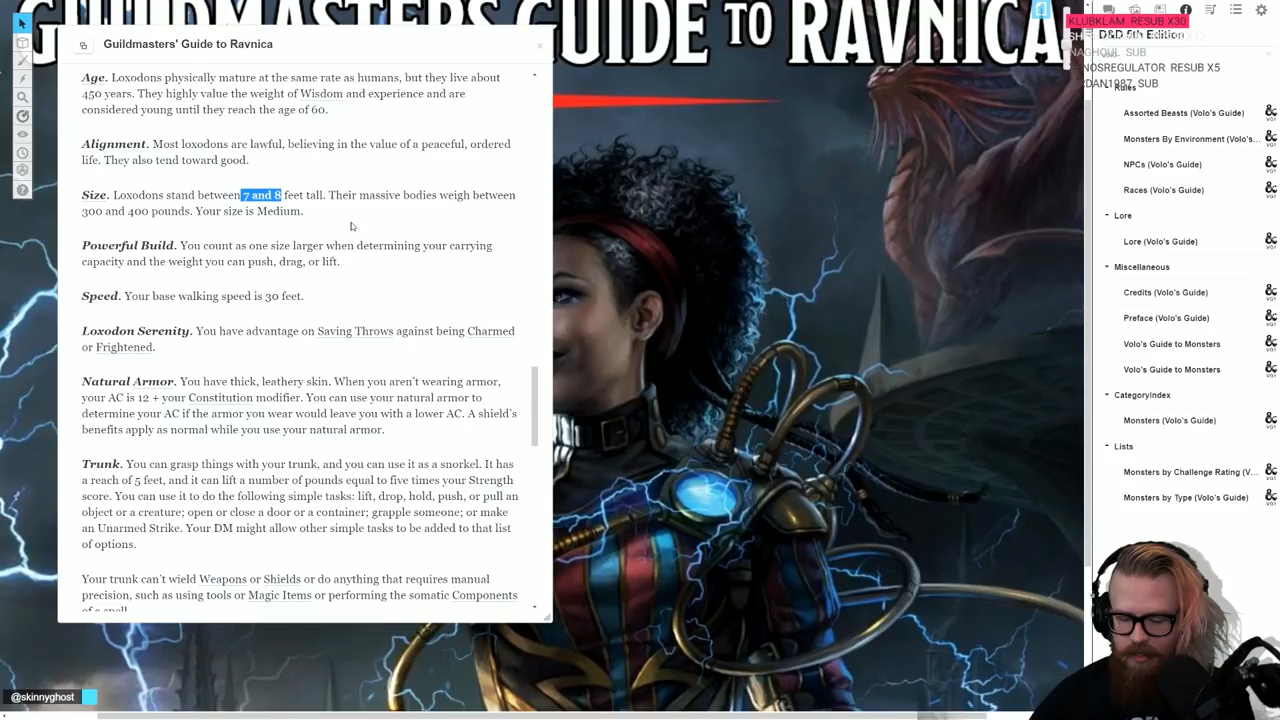 GUILDMASTERS' GUIDE TO RAVNICA
Guildmasters' Guide to Ravnica
Age. Loxodons physically mature at the same rate as humans, but they live about
450 years. They highly value the weight of Wisdom and experience and are
considered young until they reach the age of 60.
Alignment. Most loxodons are lawful, believing in the value of a peaceful, ordered
life. They also tend toward good.
Size. Loxodons stand between 7 and 8 feet tall. Their massive bodies weigh between
300 and 400 pounds. Your size is Medium.
Powerful Build. You count as one size larger when determining your carrying
capacity and the weight you can push, drag, or lift.
Speed. Your base walking speed is 30 feet.
Loxodon Serenity. You have advantage on Saving Throws against being Charmed
or Frightened.
Natural Armor. You have thick, leathery skin. When you aren't wearing armor,
your AC is 12 + your Constitution modifier. You can use your natural armor to
determine your AC if the armor you wear would leave you with a lower AC. A shield's
benefits apply as normal while you use your natural armor.
Trunk. You can grasp things with your trunk, and you can use it as a snorkel. It has
a reach of 5 feet, and it can lift a number of pounds equal to five times your Strength
score. You can use it to do the following simple tasks: lift, drop, hold, push, or pull an
object or a creature; open or close a door or a container; grapple someone; or make
an Unarmed Strike. Your DM might allow other simple tasks to be added to that list
of options.
Your trunk can't wield Weapons or Shields or do anything that requires manual
precision, such as using tools or Magic Items or performing the somatic Components
of a spell.
@skinnyghost
KLUBKLAM RESUB X30
D&D 5th Edition
NAGHOUL SUB
NOSREGULATOR RESUB X5
RDAN1987 SUB
Rules
Assorted Beasts (Volo's Guide)
Monsters By Environment (Volo's...
NPCs (Volo's Guide)
Races (Volo's Guide)
Lore
Lore (Volo's Guide)
Miscellaneous
Credits (Volo's Guide)
Preface (Volo's Guide)
Volo's Guide to Monsters
Volo's Guide to Monsters
CategoryIndex
Monsters (Volo's Guide)
Lists
Monsters by Challenge Rating (V...
Monsters by Type (Volo's Guide)